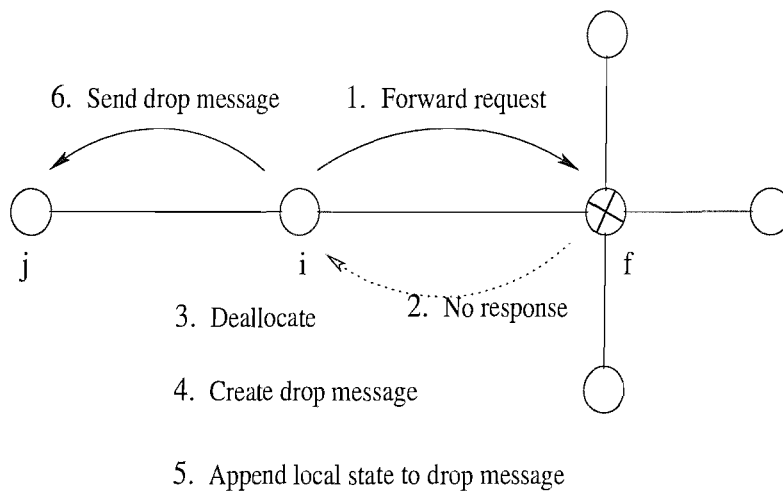 6. Send drop message
1. Forward request
j
i
f
2. No response
3. Deallocate
4. Create drop message
5. Append local state to drop message